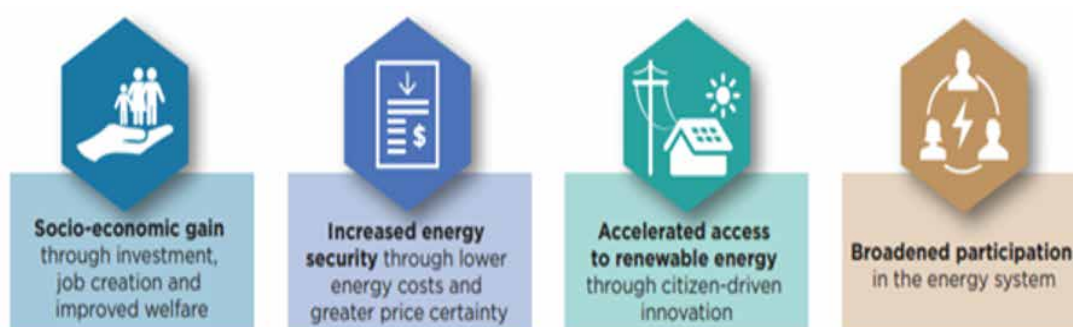 Socio-economic gain
through investment,
job creation and
improved welfare
$
Increased energy
security through lower
energy costs and
greater price certainty
Accelerated access
to renewable energy
through citizen-driven
innovation
Broadened participation
in the energy system